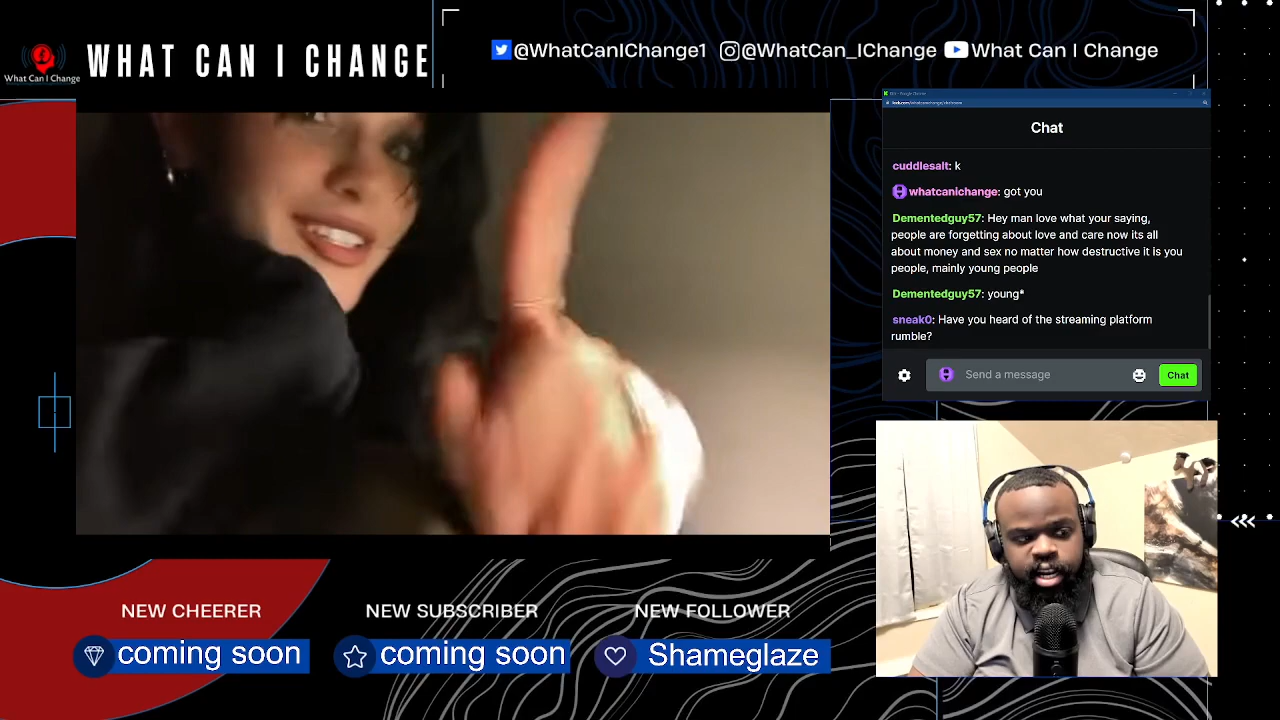 What Can I Change
WHAT CAN I CHANGE
@WhatCanIChange1 @WhatCan_IChange What Can I Change
Chat
cuddlesalt: k
whatcanichange: got you
Dementedguy57: Hey man love what your saying,
people are forgetting about love and care now its all
about money and sex no matter how destructive it is you
people, mainly young people
Dementedguy57: young*
sneak0: Have you heard of the streaming platform
rumble?
Send a message
Chat
NEW CHEERER
NEW SUBSCRIBER
NEW FOLLOWER
coming soon
coming soon
Shameglaze